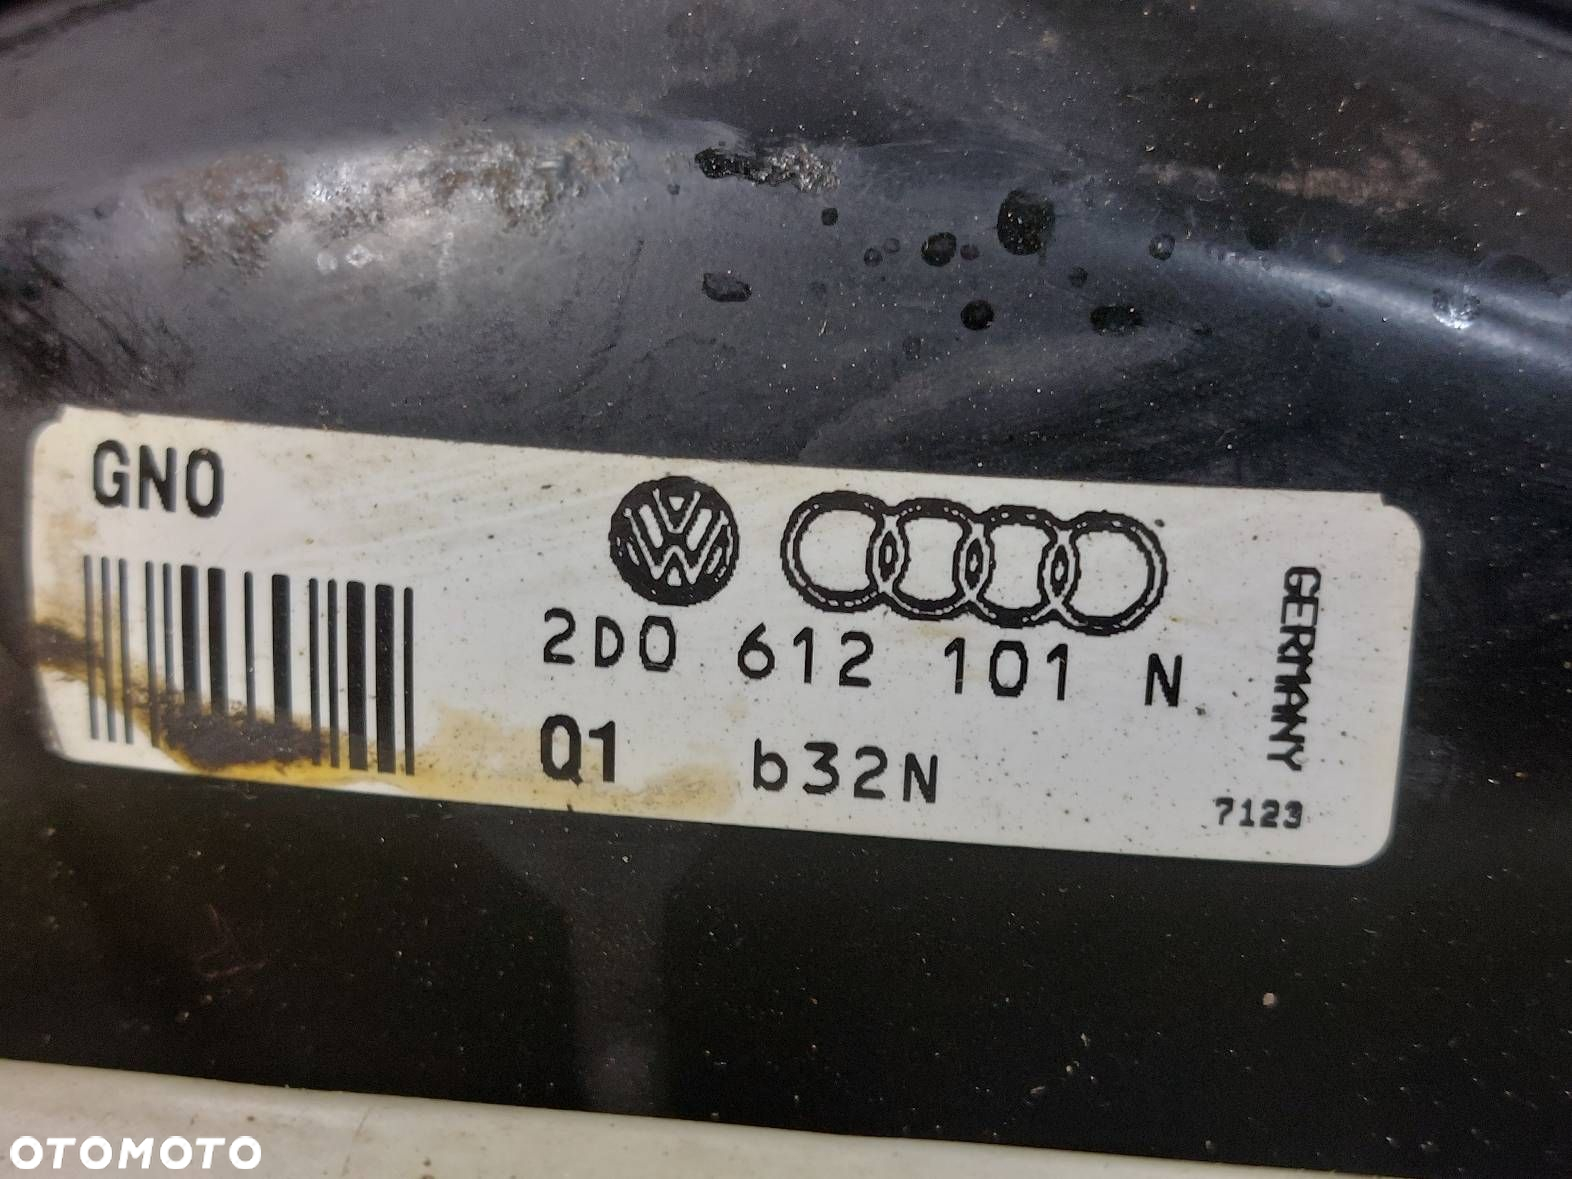 GNO
2D0 612 101 N
Q1 b32N
GERMANY
7123
OTOMOTO